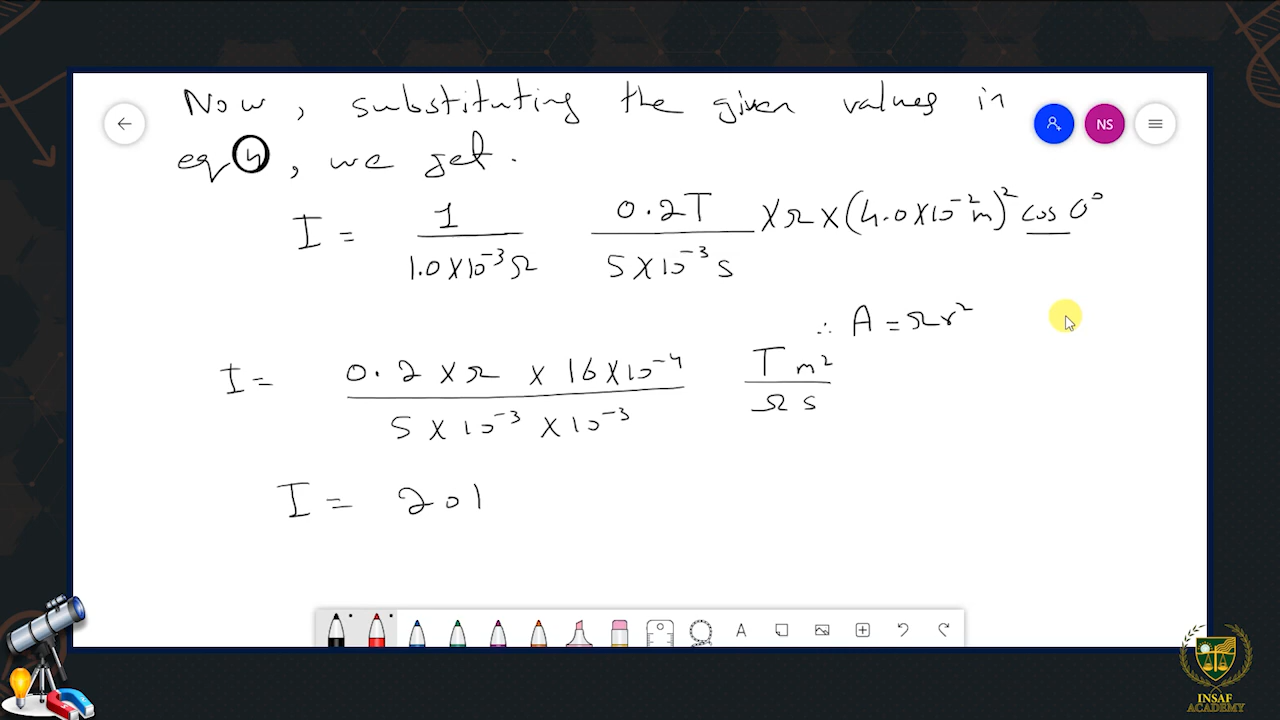 Now, substituting the given values in
eq ④, we get.
I = 1 / 1.0 X 10⁻³ Ω 0.2T / 5 X 10⁻³ s X π X (4.0 X 10⁻² m)² cos 0°
∴ A = πr²
I = 0.2 X π X 16 X 10⁻⁴ / 5 X 10⁻³ X 10⁻³ T m² / Ω s
I = 201
NS
A
INSAF
ACADEMY